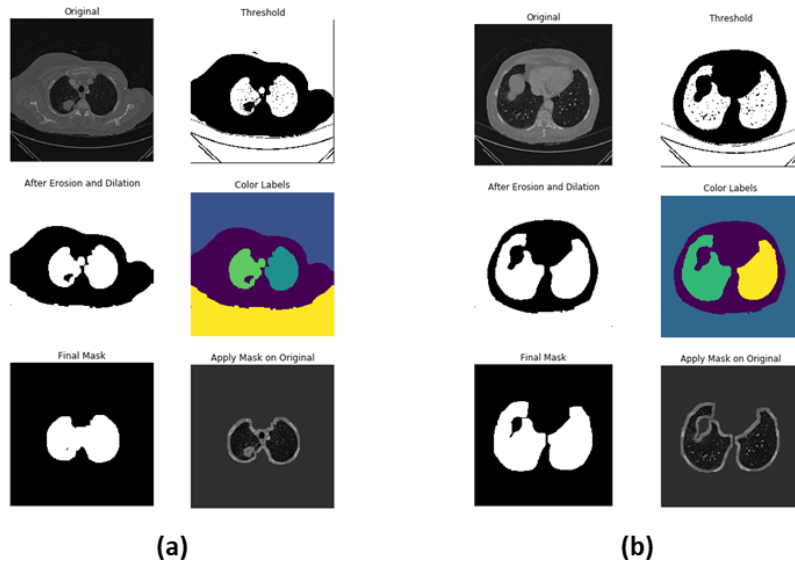 Original Threshold
After Erosion and Dilation Color Labels
Final Mask Apply Mask on Original
(a)
Original Threshold
After Erosion and Dilation Color Labels
Final Mask Apply Mask on Original
(b)